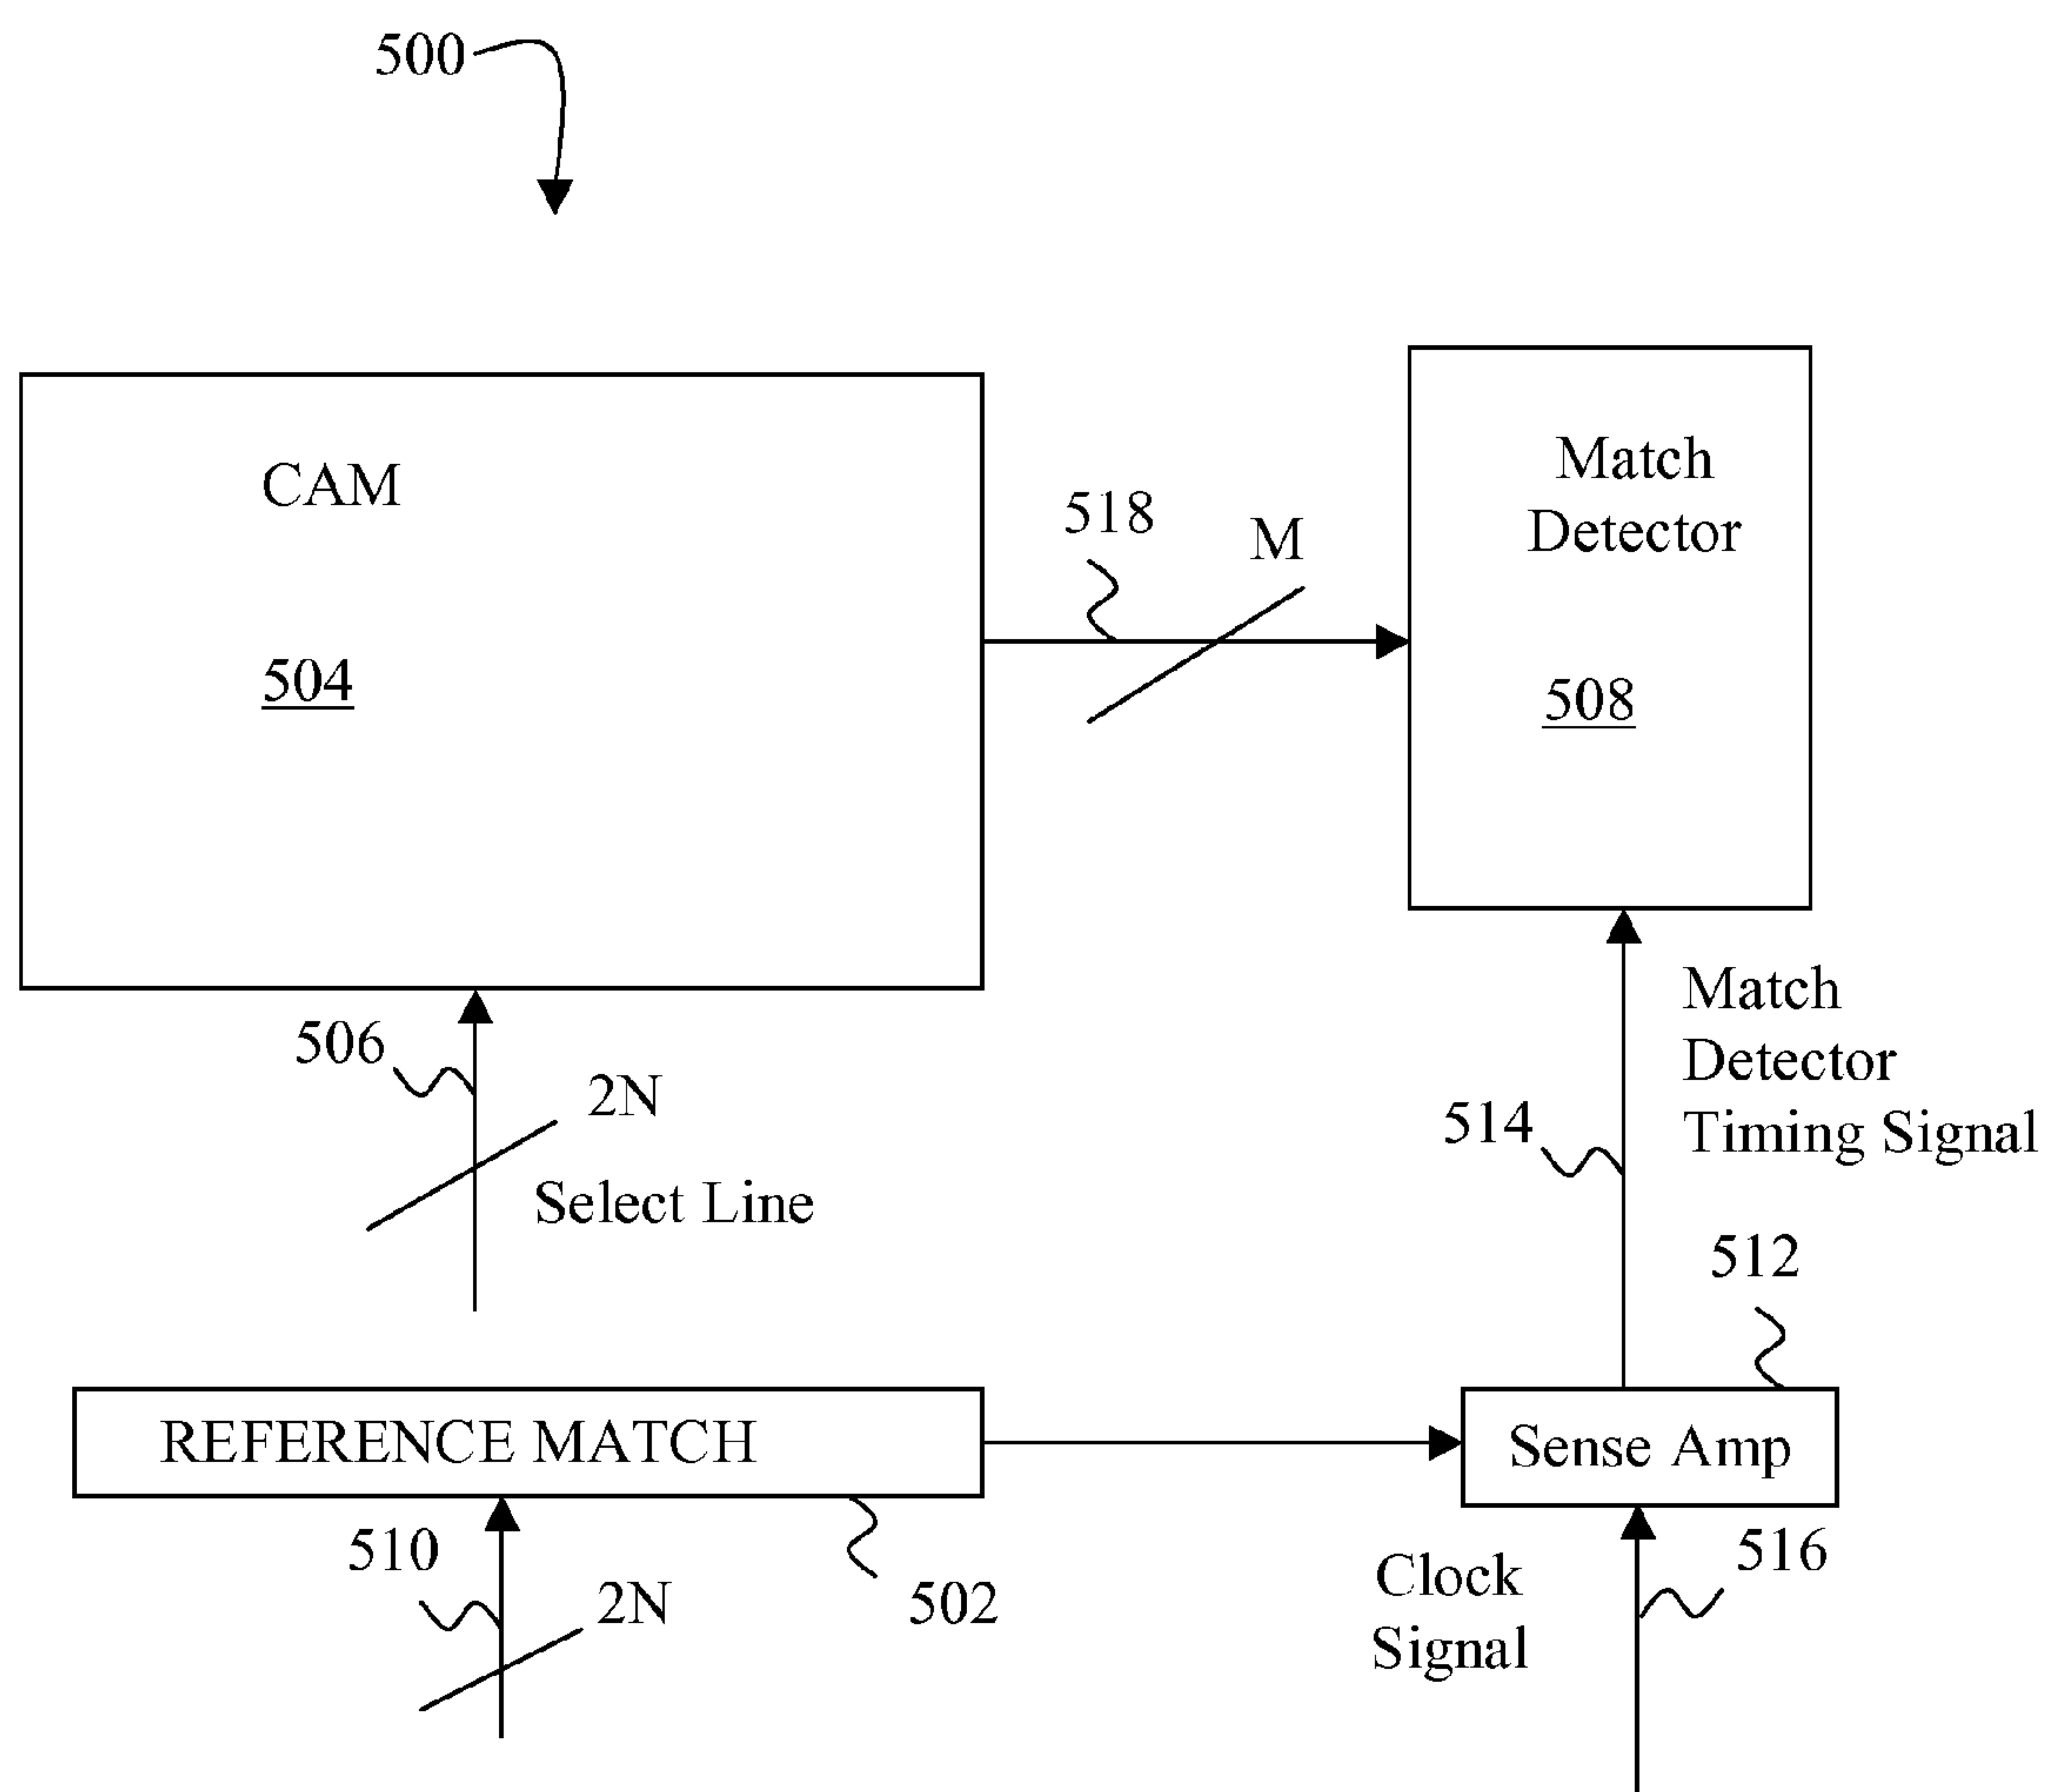 500
CAM
504
518
M
Match
Detector
508
506
2N
Select Line
514
Match
Detector
Timing Signal
512
REFERENCE MATCH
Sense Amp
510
2N
502
Clock
Signal
516